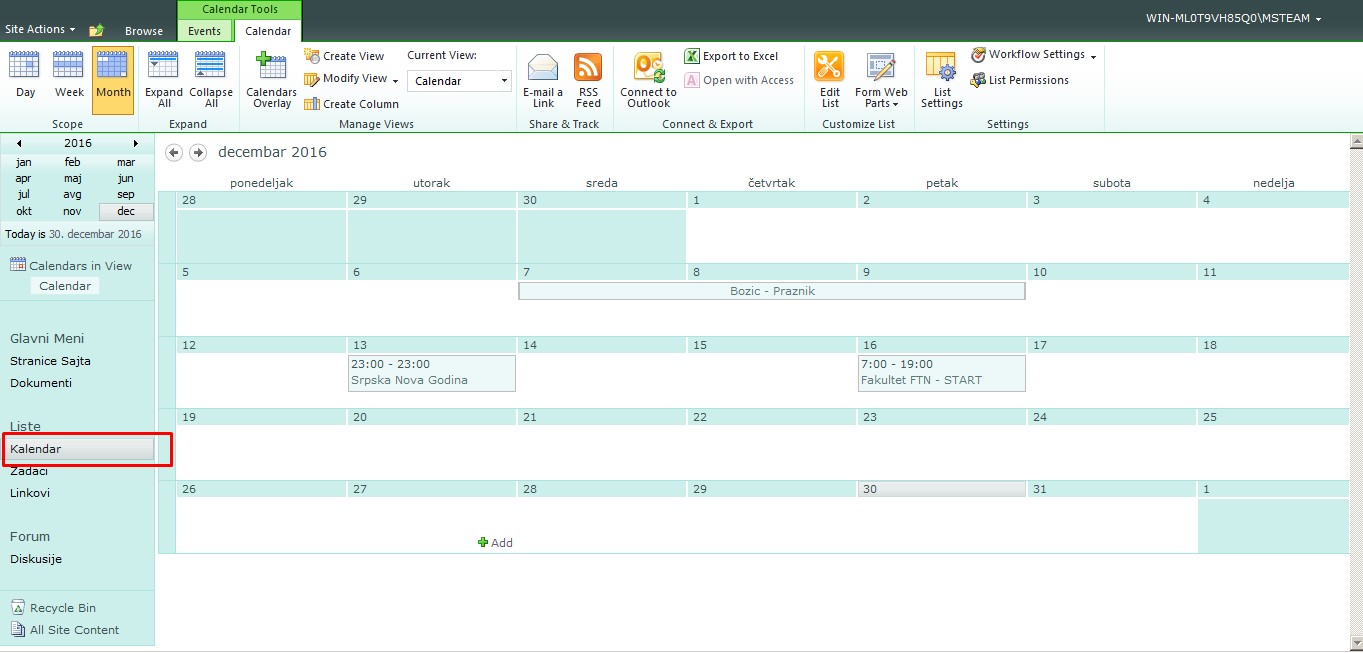 Calendar Tools
Site Actions Browse Events Calendar WIN-ML0T9VH85Q0\MSTEAM
Day Week Month
Scope
Expand All Collapse All
Expand
Calendars Overlay
Create View
Modify View
Create Column
Current View:
Calendar
Manage Views
E-mail a Link
RSS Feed
Share & Track
Connect to Outlook
Export to Excel
Open with Access
Connect & Export
Edit List
Form Web Parts
Customize List
List Settings
Workflow Settings
List Permissions
Settings
2016
jan feb mar
apr maj jun
jul avg sep
okt nov dec
Today is 30. decembar 2016
Calendars in View
Calendar
Glavni Meni
Stranice Sajta
Dokumenti
Liste
Kalendar
Zadaci
Linkovi
Forum
Diskusije
Recycle Bin
All Site Content
decembar 2016
ponedeljak utorak sreda četvrtak petak subota nedelja
28 29 30 1 2 3 4
5 6 7 8 9 10 11
Bozic - Praznik
12 13 14 15 16 17 18
23:00 - 23:00
Srpska Nova Godina
7:00 - 19:00
Fakultet FTN - START
19 20 21 22 23 24 25
26 27 28 29 30 31 1
Add